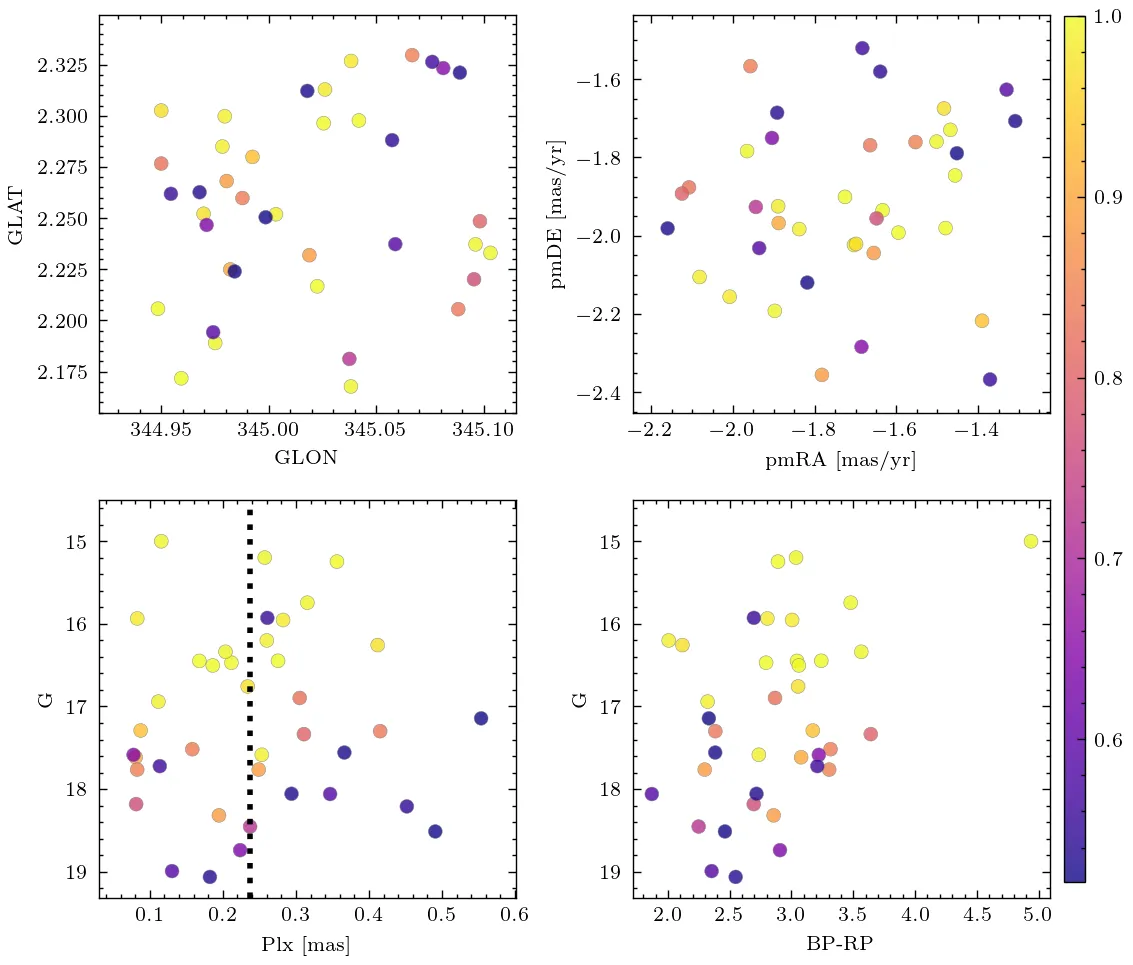 2.325
2.300
2.275
2.250
2.225
2.200
2.175
GLAT
344.95 345.00 345.05 345.10
GLON
−1.6
−1.8
−2.0
−2.2
−2.4
pmDE [mas/yr]
−2.2 −2.0 −1.8 −1.6 −1.4
pmRA [mas/yr]
1.0
0.9
0.8
0.7
0.6
15
16
17
18
19
G
0.1 0.2 0.3 0.4 0.5 0.6
Plx [mas]
15
16
17
18
19
G
2.0 2.5 3.0 3.5 4.0 4.5 5.0
BP-RP